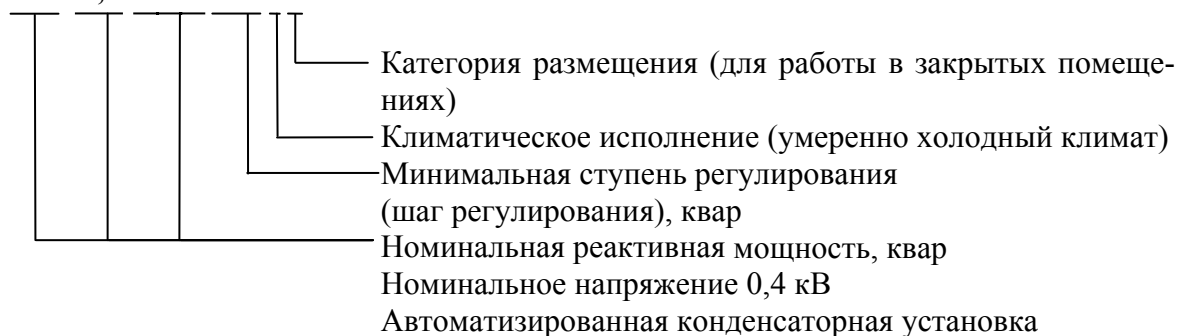 Категория размещения (для работы в закрытых помеще-
ниях)
Климатическое исполнение (умеренно холодный климат)
Минимальная ступень регулирования
(шаг регулирования), квар
Номинальная реактивная мощность, квар
Номинальное напряжение 0,4 кВ
Автоматизированная конденсаторная установка